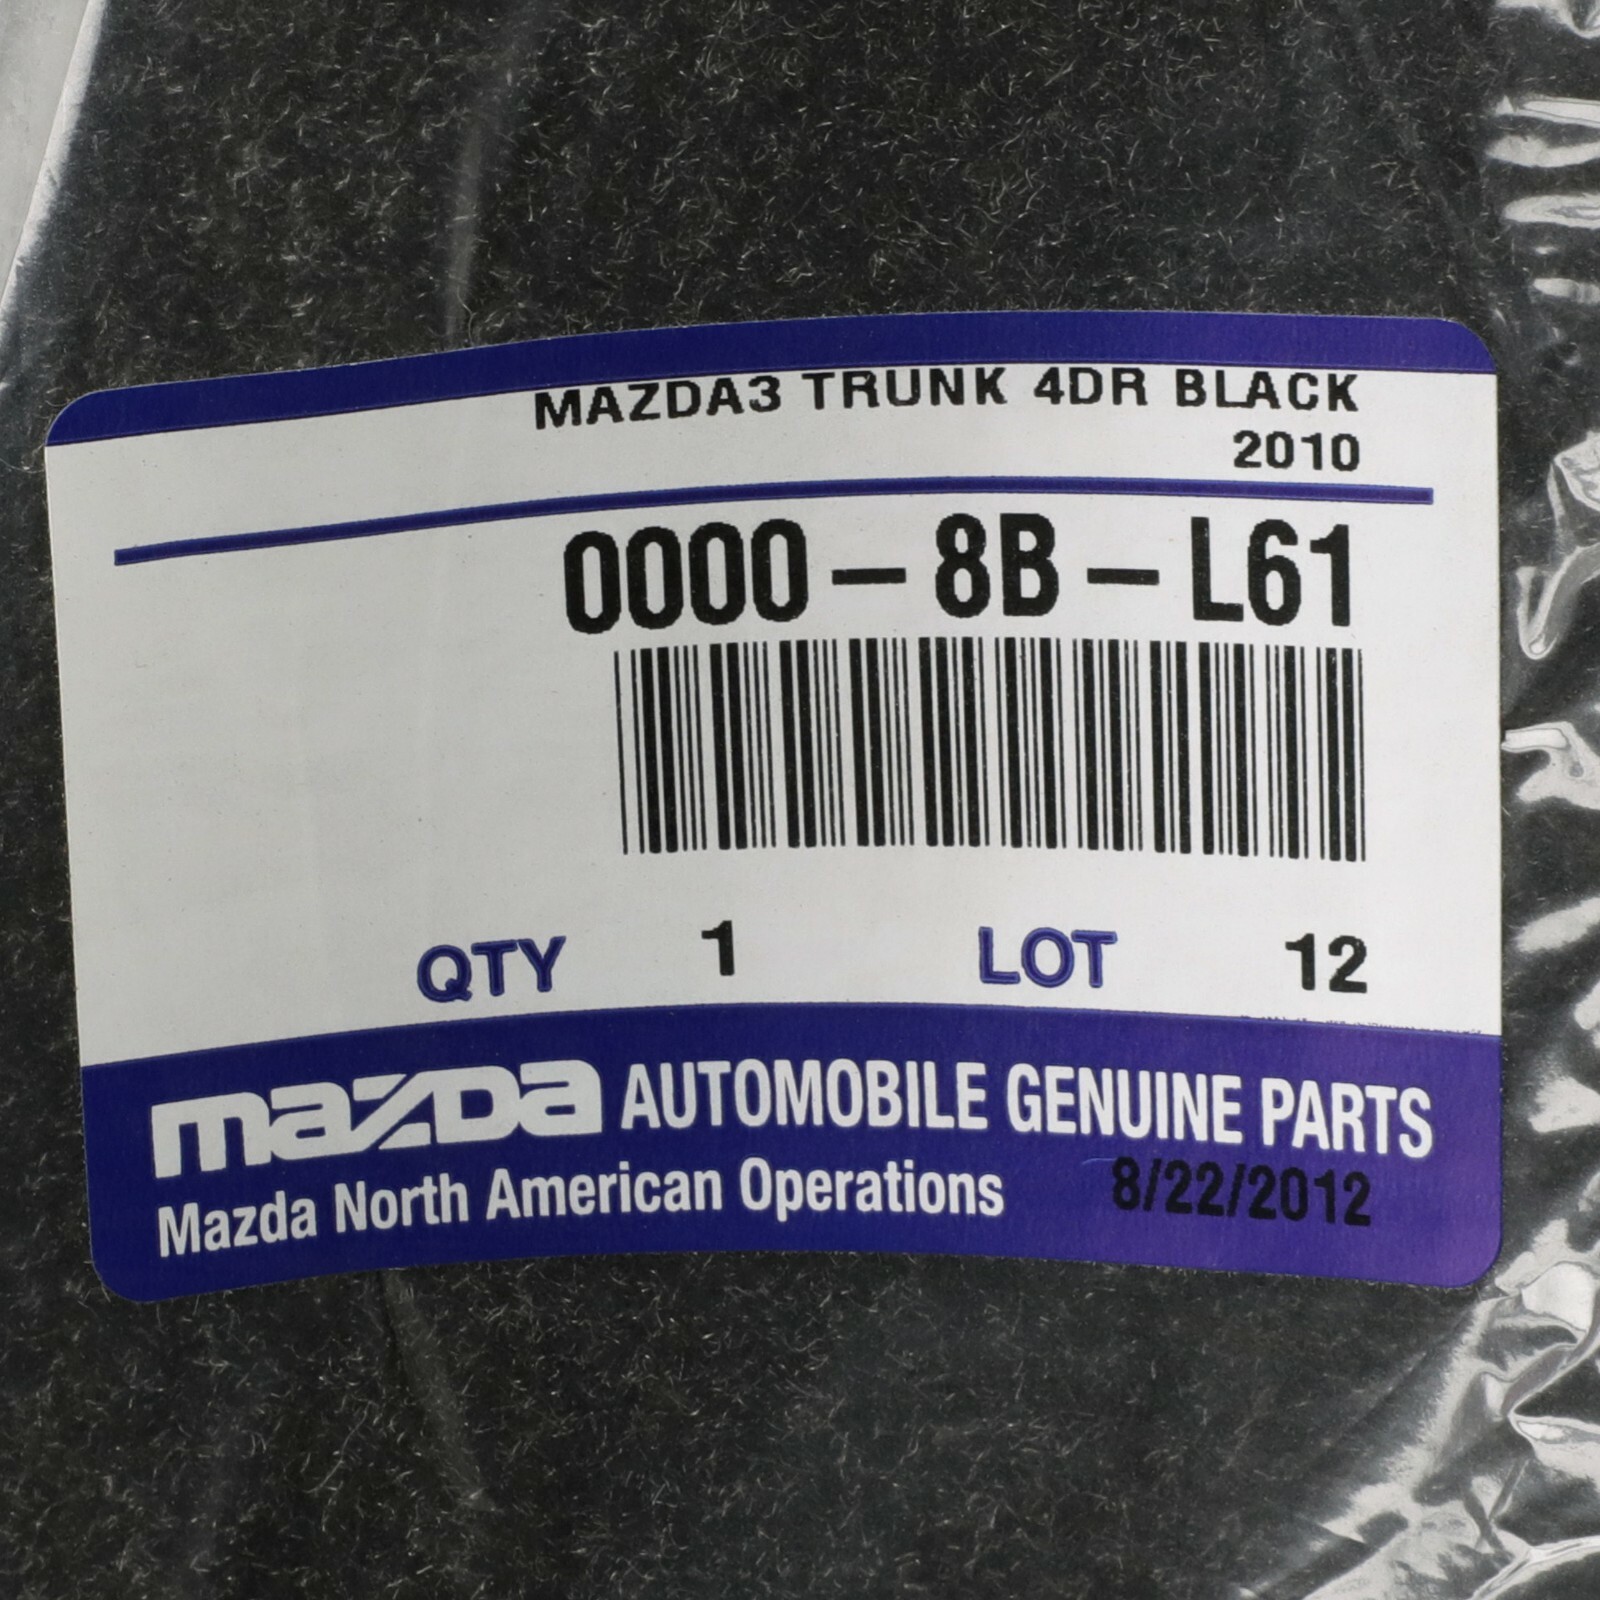 MAZDA3 TRUNK 4DR BLACK
2010
0000-8B-L61
QTY 1 LOT 12
mazda AUTOMOBILE GENUINE PARTS
Mazda North American Operations 8/22/2012